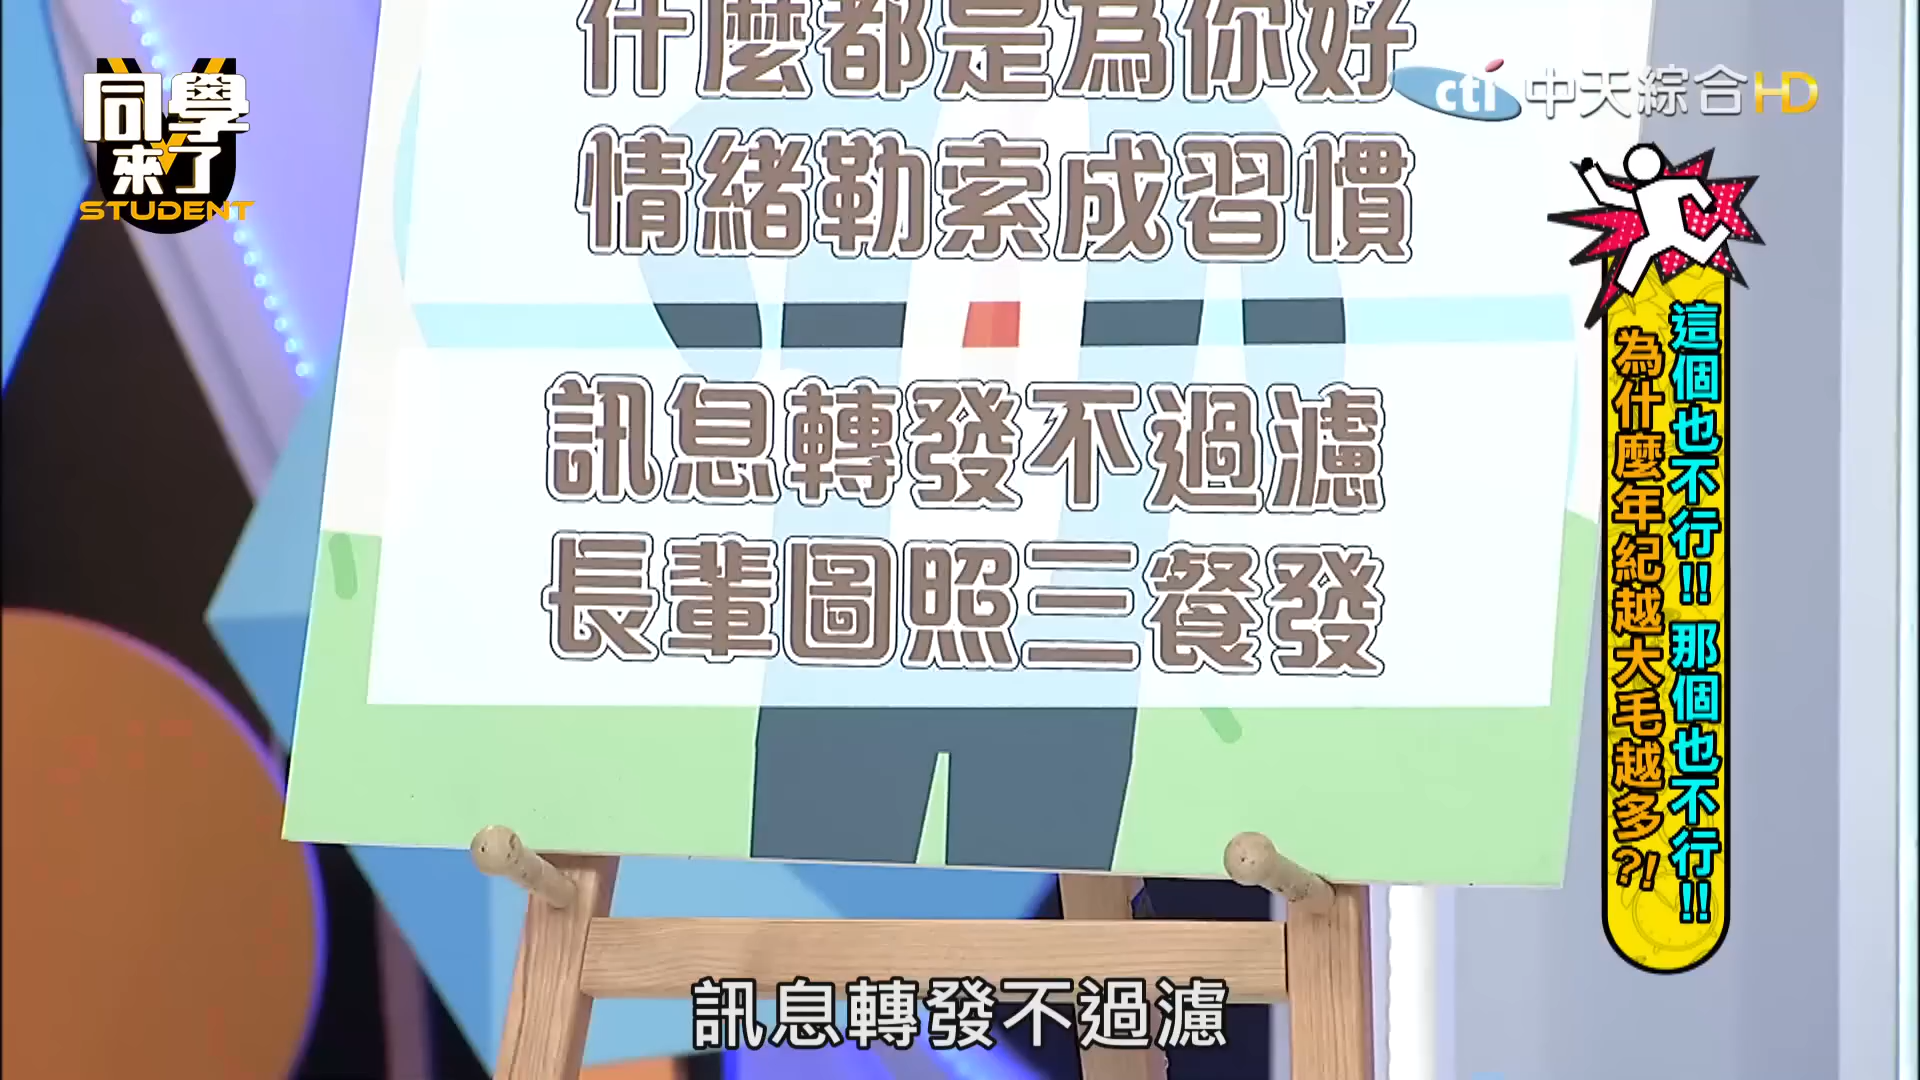 同學
來了
STUDENT
cti 中天綜合HD
什麼都是為你好
情緒勒索成習慣
訊息轉發不過濾
長輩圖照三餐發
這個也不行!! 那個也不行!!
為什麼年紀越大毛越多?!
訊息轉發不過濾